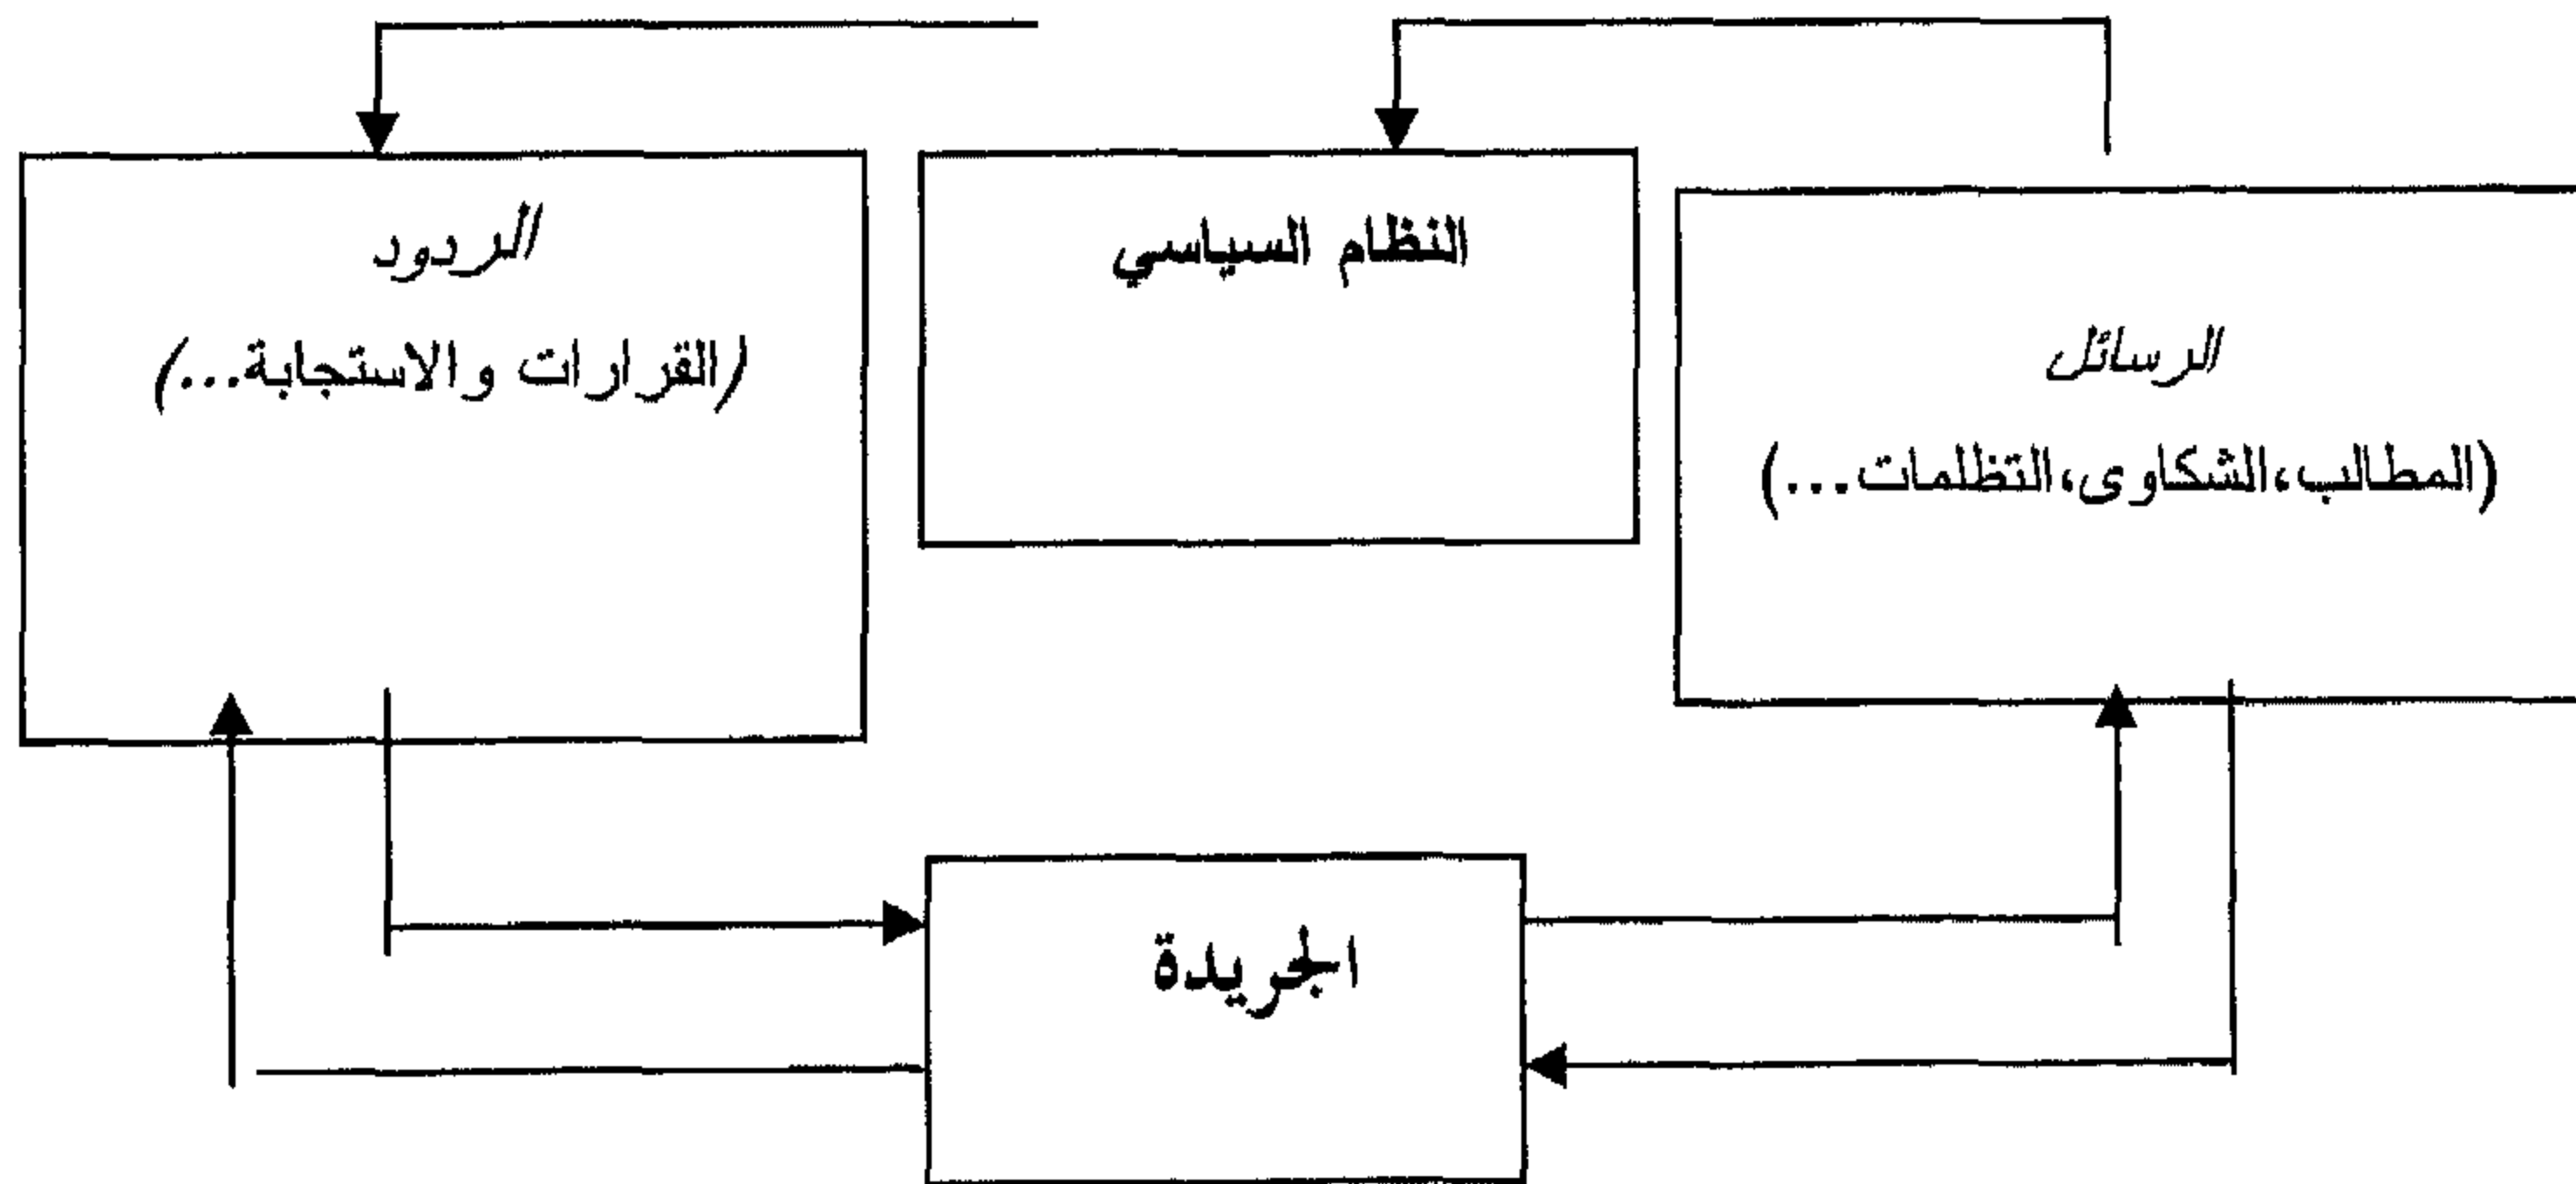 الرسائل
(المطالب،الشكاوى،التظلمات...)
النظام السياسي
الردود
(القرارات والاستجابة...)
الجريدة